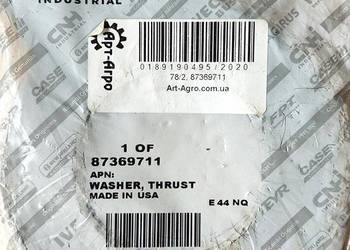 INDUSTRIAL
Арт-Агро
0189190495/2020
78/2, 87369711
Art-Agro.com.ua
1 OF
87369711
APN:
WASHER, THRUST
MADE IN USA
E 44 NQ
CNH
CASE
IVECO
FPT